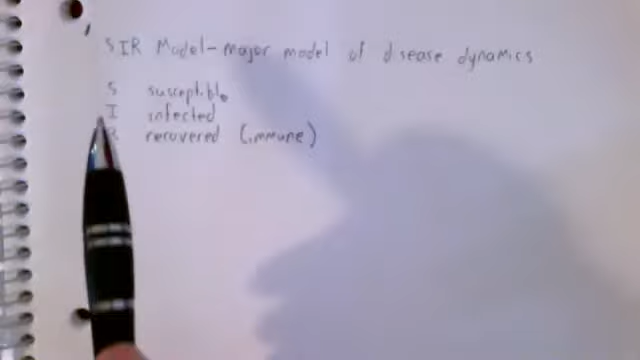 SIR Model - major model of disease dynamics
S susceptible
I infected
R recovered (immune)